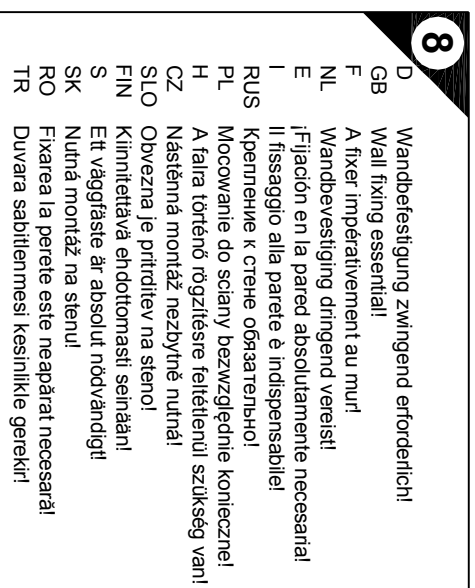 8
D Wandbefestigung zwingend erforderlich!
GB Wall fixing essential!
F A fixer impérativement au mur!
NL Wandbevestiging dringend vereist!
E ¡Fijación en la pared absolutamente necesaria!
I Il fissaggio alla parete è indispensabile!
RUS Крепление к стене обязательно!
PL Mocowanie do sciany bezwzględnie konieczne!
H A falra történő rögzítésre feltétlenül szükség van!
CZ Nástěnná montáž nezbytně nutná!
SLO Obvezna je pritrditev na steno!
FIN Kiinnitettävä ehdottomasti seinään!
S Ett väggfäste är absolut nödvändigt!
SK Nutná montáž na stenu!
RO Fixarea la perete este neapărat necesară!
TR Duvara sabitlenmesi kesinlikle gerekir!